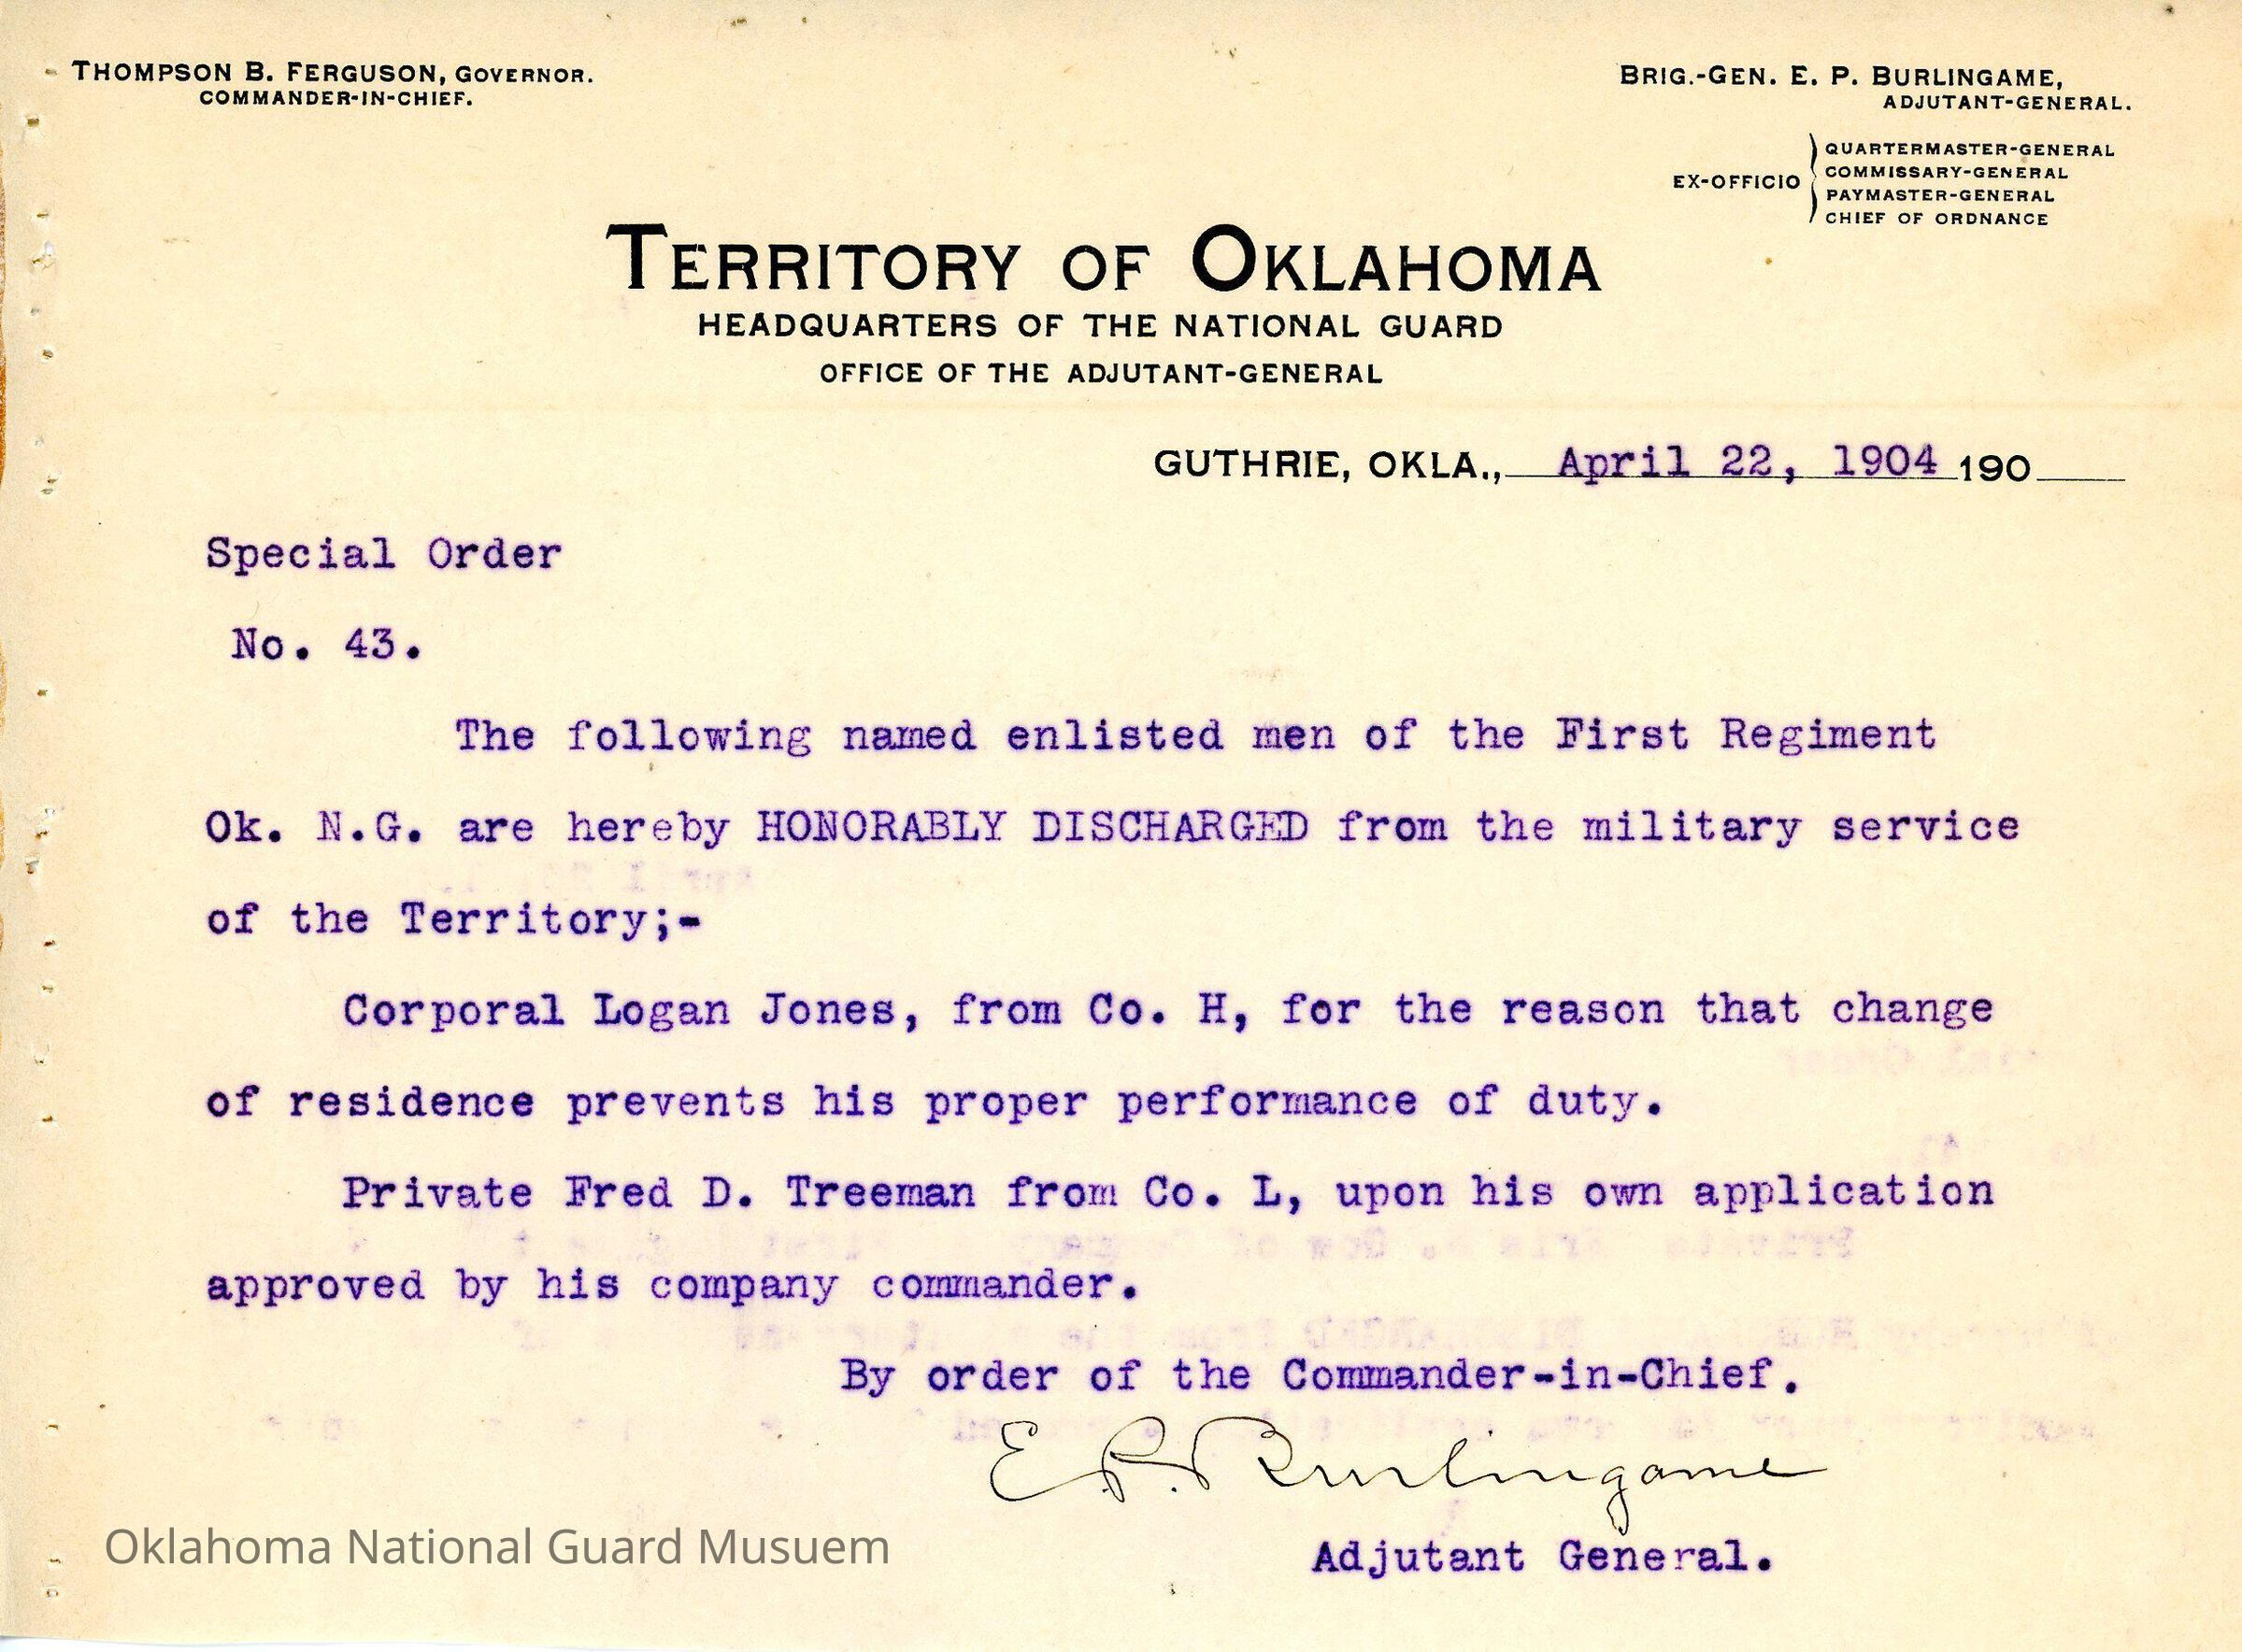 THOMPSON B. FERGUSON, GOVERNOR.
COMMANDER-IN-CHIEF.
BRIG.-GEN. E. P. BURLINGAME,
ADJUTANT-GENERAL.
EX-OFFICIO
QUARTERMASTER-GENERAL
COMMISSARY-GENERAL
PAYMASTER-GENERAL
CHIEF OF ORDNANCE
TERRITORY OF OKLAHOMA
HEADQUARTERS OF THE NATIONAL GUARD
OFFICE OF THE ADJUTANT-GENERAL
GUTHRIE, OKLA., April 22, 1904 190
Special Order
No. 43.
The following named enlisted men of the First Regiment
Ok. N.G. are hereby HONORABLY DISCHARGED from the military service
of the Territory;-
Corporal Logan Jones, from Co. H, for the reason that change
of residence prevents his proper performance of duty.
Private Fred D. Treeman from Co. L, upon his own application
approved by his company commander.
By order of the Commander-in-Chief.
E. P. Burlingame
Adjutant General.
Oklahoma National Guard Musuem